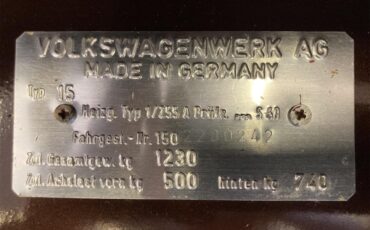 VOLKSWAGENWERK AG
MADE IN GERMANY
Typ 15
Heizg. Typ 1/255 A Prüfz. S 69
Fahrgest.-Nr. 150
Zul. Gesamtgew. kg 1230
Zul. Achslast vorn kg 500 hinten kg 740